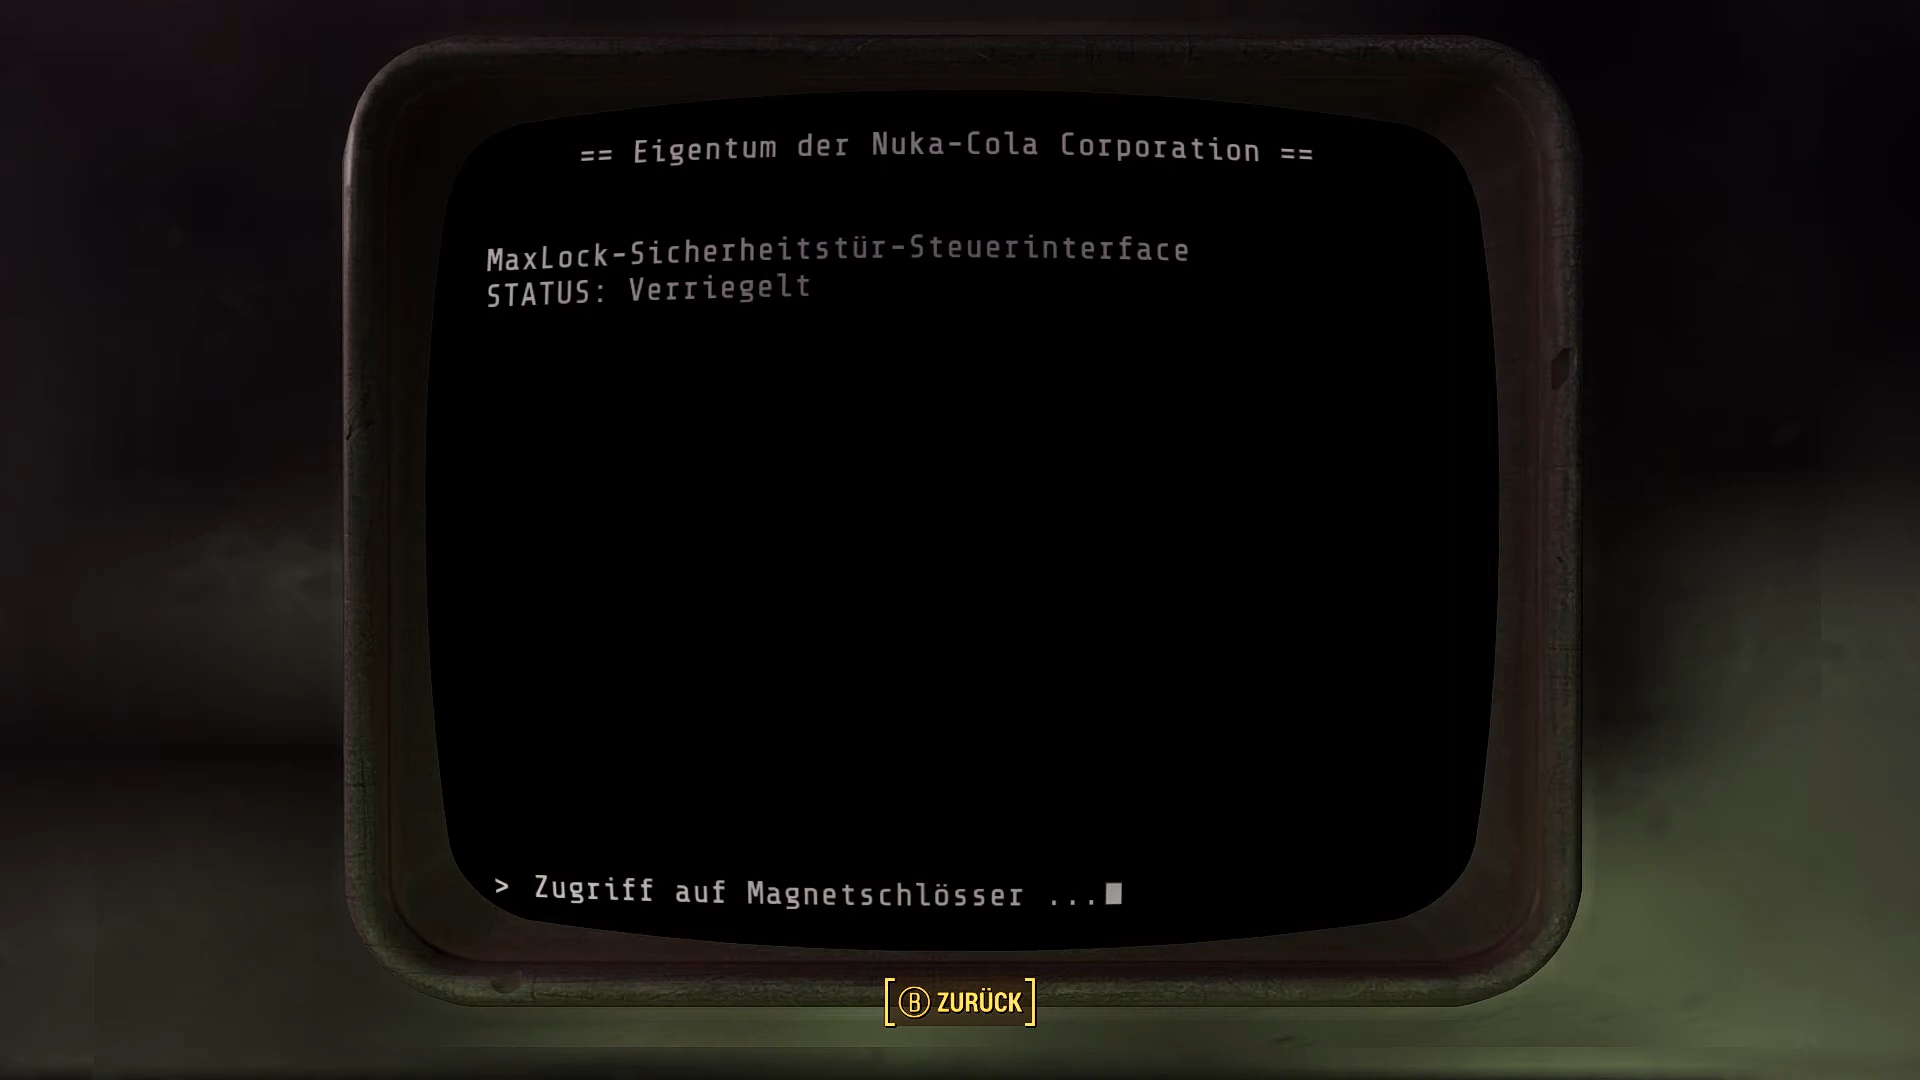 == Eigentum der Nuka-Cola Corporation ==
MaxLock-Sicherheitstür-Steuerinterface
STATUS: Verriegelt
> Zugriff auf Magnetschlösser ...
[Ⓑ ZURÜCK]